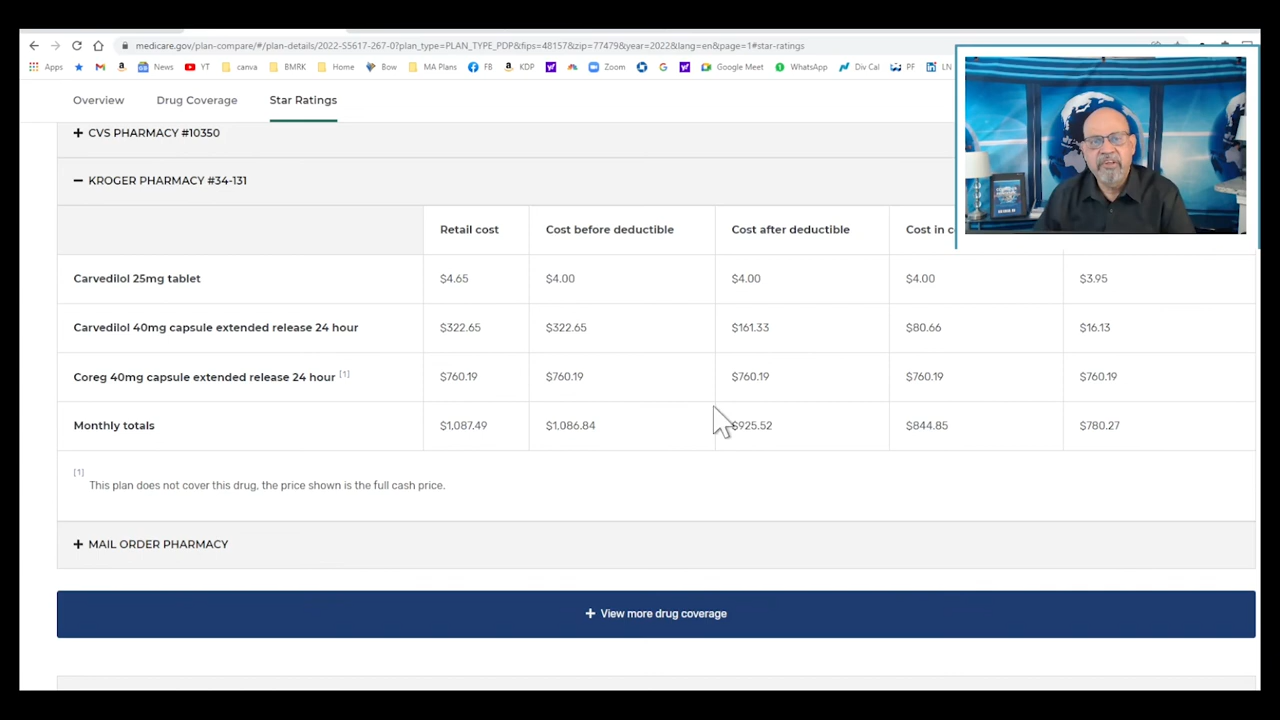 medicare.gov/plan-compare/#/plan-details/2022-S5617-267-0?plan_type=PLAN_TYPE_PDP&fips=48157&zip=77479&year=2022&lang=en&page=1#star-ratings
Apps News YT canva BMRK Home Bow MA Plans FB KDP Zoom Google Meet WhatsApp Div Cal PF LN
Overview Drug Coverage Star Ratings
+ CVS PHARMACY #10350
− KROGER PHARMACY #34-131
Retail cost Cost before deductible Cost after deductible Cost in
Carvedilol 25mg tablet $4.65 $4.00 $4.00 $4.00 $3.95
Carvedilol 40mg capsule extended release 24 hour $322.65 $322.65 $161.33 $80.66 $16.13
Coreg 40mg capsule extended release 24 hour [1] $760.19 $760.19 $760.19 $760.19 $760.19
Monthly totals $1,087.49 $1,086.84 $925.52 $844.85 $780.27
[1]
This plan does not cover this drug, the price shown is the full cash price.
+ MAIL ORDER PHARMACY
+ View more drug coverage